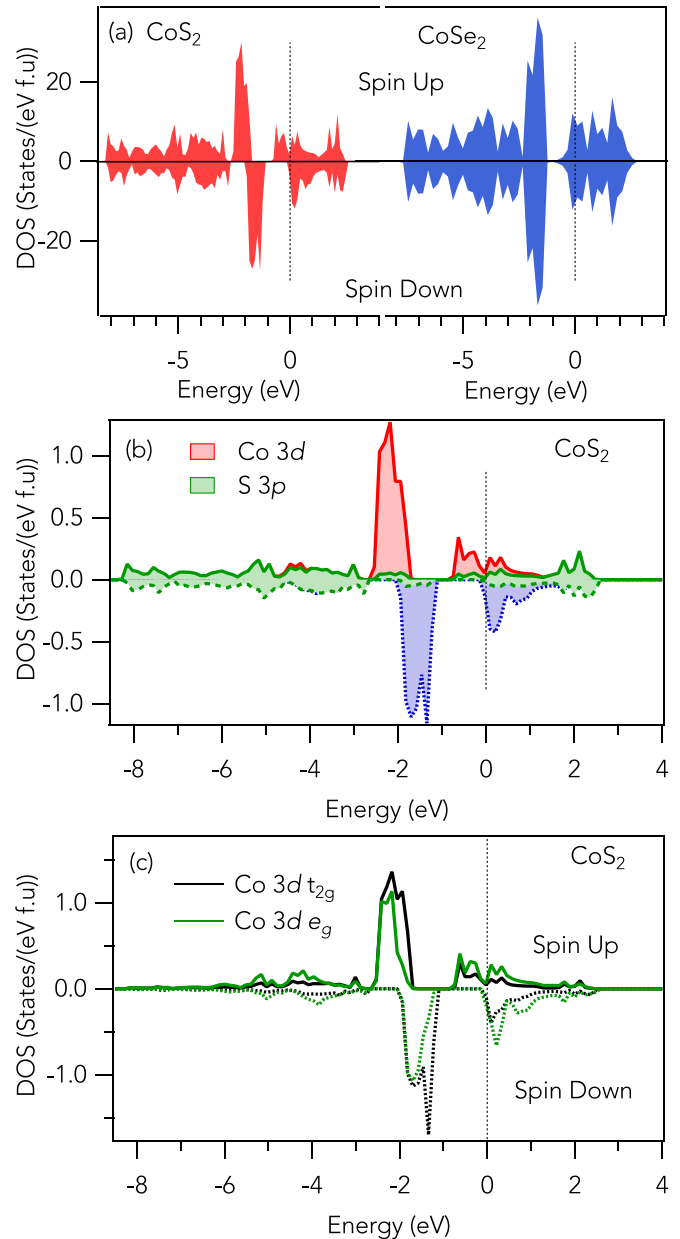 (a) CoS₂
CoSe₂
Spin Up
Spin Down
DOS (States/(eV f.u))
20
0
-20
-5
0
-5
0
Energy (eV)
Energy (eV)
(b)
Co 3d
S 3p
CoS₂
DOS (States/(eV f.u))
1.0
0.5
0.0
-0.5
-1.0
-8
-6
-4
-2
0
2
4
Energy (eV)
(c)
Co 3d t₂g
Co 3d eg
CoS₂
Spin Up
Spin Down
DOS (States/(eV f.u))
1.0
0.0
-1.0
-8
-6
-4
-2
0
2
4
Energy (eV)